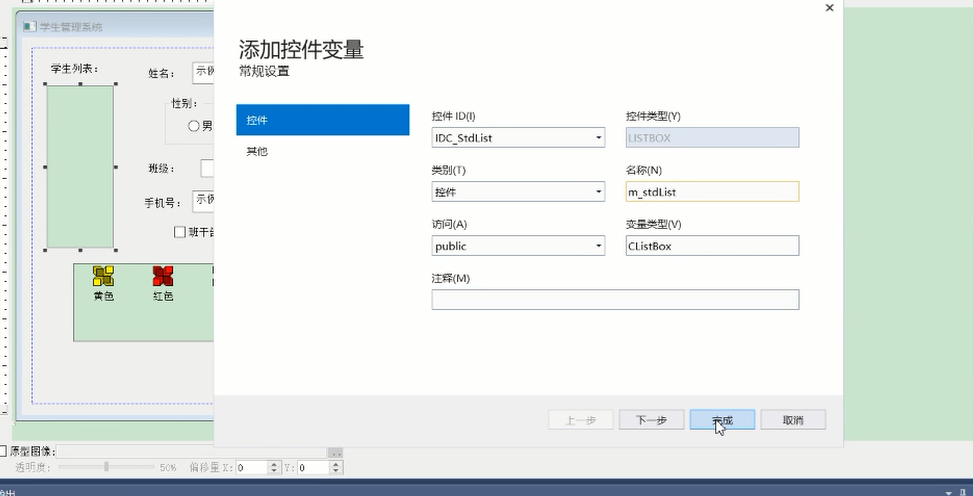 学生管理系统
添加控件变量
常规设置
学生列表:
姓名:
示例
性别:
男
班级:
手机号:
示例
班干
黄色
红色
控件
其他
控件 ID(I)
控件类型(Y)
IDC_StdList
LISTBOX
类别(T)
名称(N)
控件
m_stdList
访问(A)
变量类型(V)
public
CListBox
注释(M)
上一步
下一步
完成
取消
原型图像:
透明度:
50%
偏移量 X:
0
Y:
0
输出